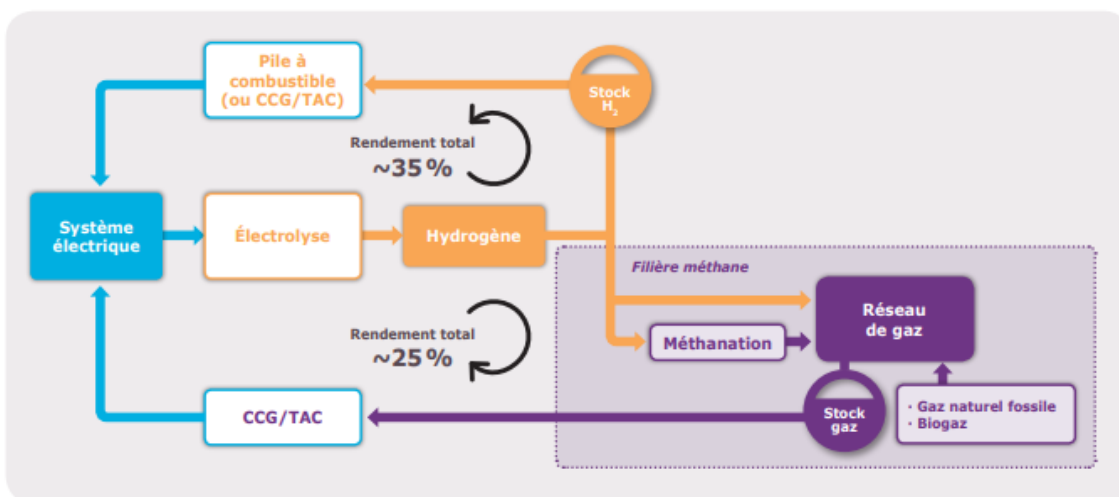 Pile à
combustible
(ou CCG/TAC)
Stock
H₂
Rendement total
~35 %
Système
électrique
Électrolyse
Hydrogène
Filière méthane
Réseau
de gaz
Rendement total
~25 %
Méthanation
CCG/TAC
Stock
gaz
· Gaz naturel fossile
· Biogaz